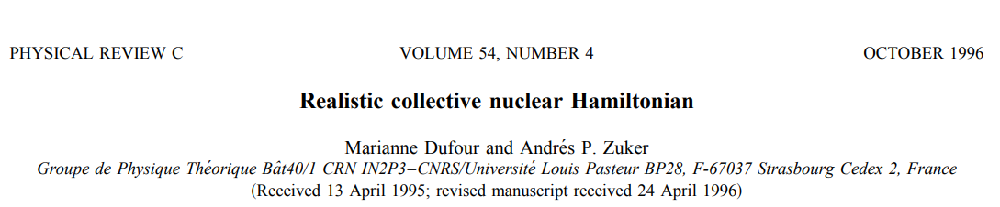 PHYSICAL REVIEW C VOLUME 54, NUMBER 4 OCTOBER 1996
Realistic collective nuclear Hamiltonian
Marianne Dufour and Andrés P. Zuker
Groupe de Physique Théorique Bât40/1 CRN IN2P3–CNRS/Université Louis Pasteur BP28, F-67037 Strasbourg Cedex 2, France
(Received 13 April 1995; revised manuscript received 24 April 1996)